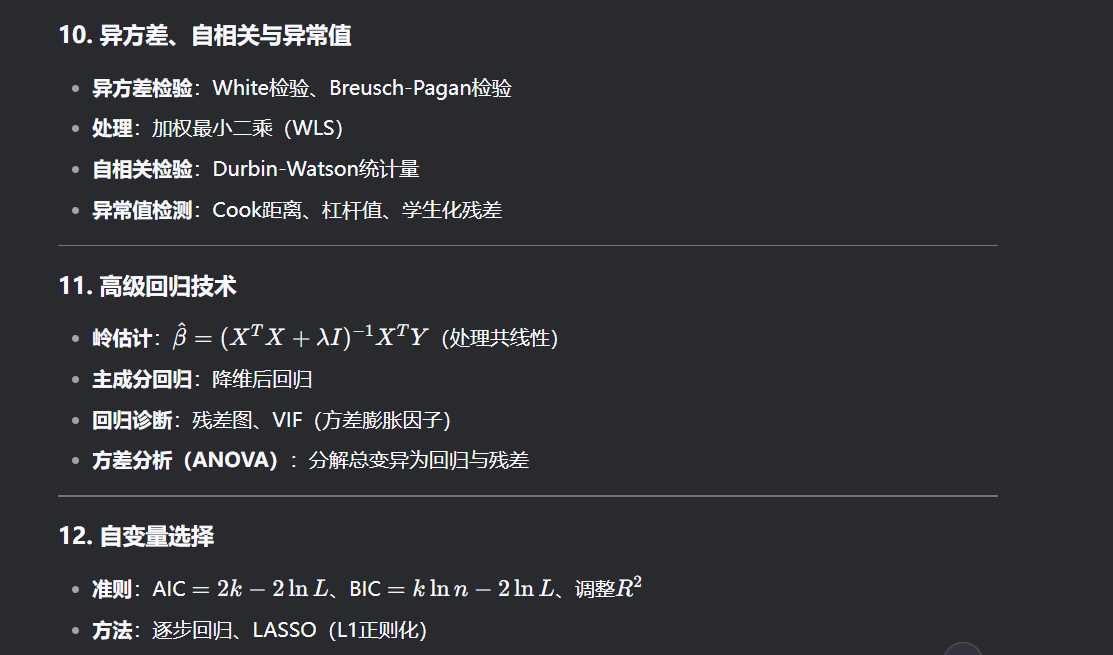 10. 异方差、自相关与异常值
• 异方差检验：White检验、Breusch-Pagan检验
• 处理：加权最小二乘（WLS）
• 自相关检验：Durbin-Watson统计量
• 异常值检测：Cook距离、杠杆值、学生化残差
11. 高级回归技术
• 岭估计：β̂ = (XᵀX + λI)⁻¹XᵀY（处理共线性）
• 主成分回归：降维后回归
• 回归诊断：残差图、VIF（方差膨胀因子）
• 方差分析（ANOVA）：分解总变异为回归与残差
12. 自变量选择
• 准则：AIC = 2k − 2 ln L、BIC = k ln n − 2 ln L、调整R²
• 方法：逐步回归、LASSO（L1正则化）